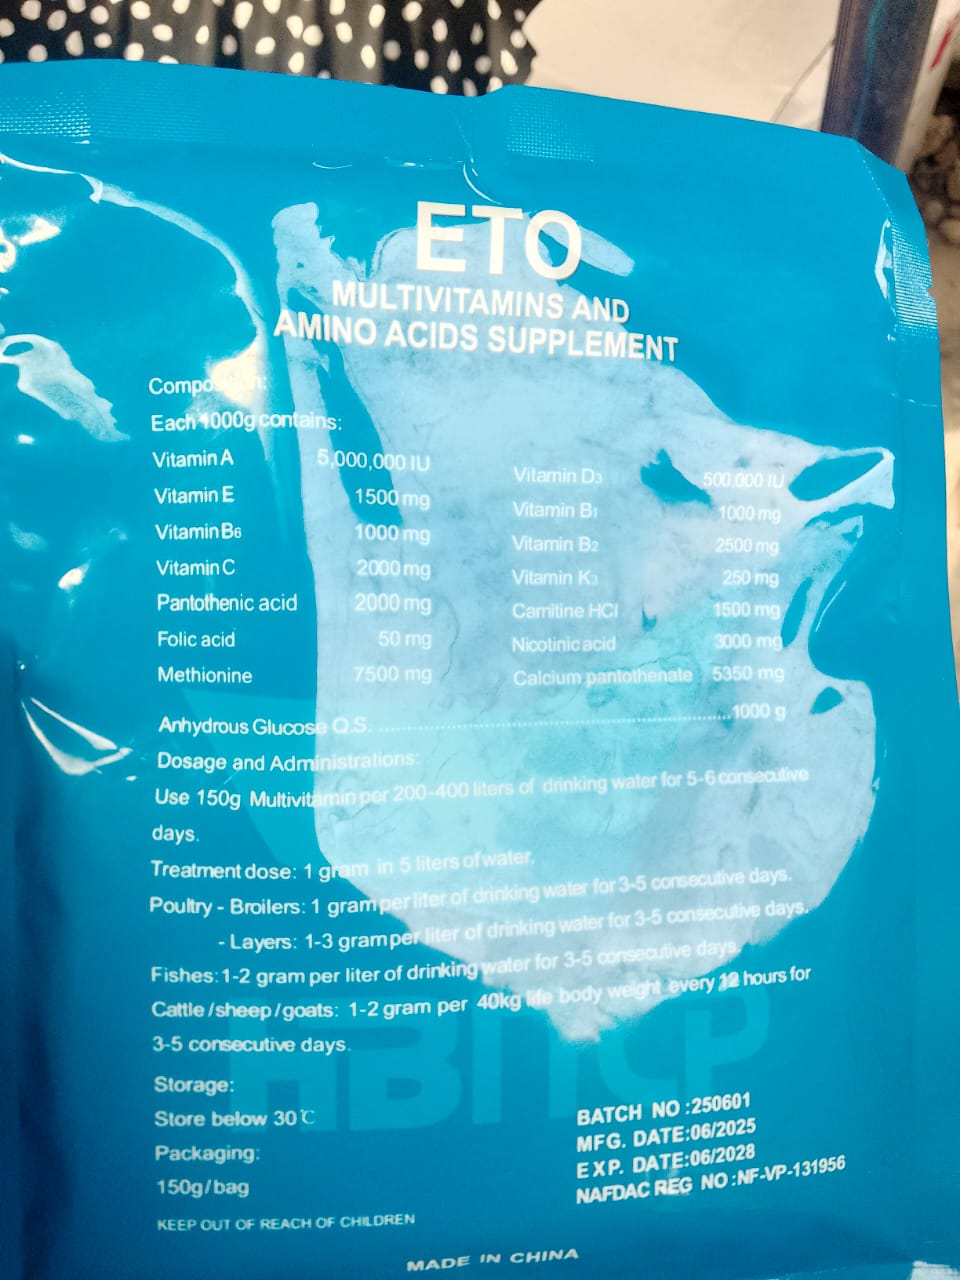 ETO
MULTIVITAMINS AND
AMINO ACIDS SUPPLEMENT
Composition:
Each 1000g contains:
Vitamin A 5,000,000 IU Vitamin D3 500.000 IU
Vitamin E 1500 mg Vitamin B1 1000 mg
Vitamin B6 1000 mg Vitamin B2 2500 mg
Vitamin C 2000 mg Vitamin K3 250 mg
Pantothenic acid 2000 mg Carnitine HCl 1500 mg
Folic acid 50 mg Nicotinic acid 3000 mg
Methionine 7500 mg Calcium pantothenate 5350 mg
Anhydrous Glucose Q.S. ..........................................................1000 g
Dosage and Administrations:
Use 150g Multivitamin per 200-400 liters of drinking water for 5-6 consecutive
days.
Treatment dose: 1 gram in 5 liters of water.
Poultry - Broilers: 1 gram per liter of drinking water for 3-5 consecutive days.
- Layers: 1-3 gram per liter of drinking water for 3-5 consecutive days.
Fishes: 1-2 gram per liter of drinking water for 3-5 consecutive days.
Cattle/sheep/goats: 1-2 gram per 40kg life body weight every 12 hours for
3-5 consecutive days.
Storage:
Store below 30℃
Packaging:
150g/bag
KEEP OUT OF REACH OF CHILDREN
BATCH NO :250601
MFG. DATE:06/2025
EXP. DATE:06/2028
NAFDAC REG NO :NF-VP-131956
MADE IN CHINA